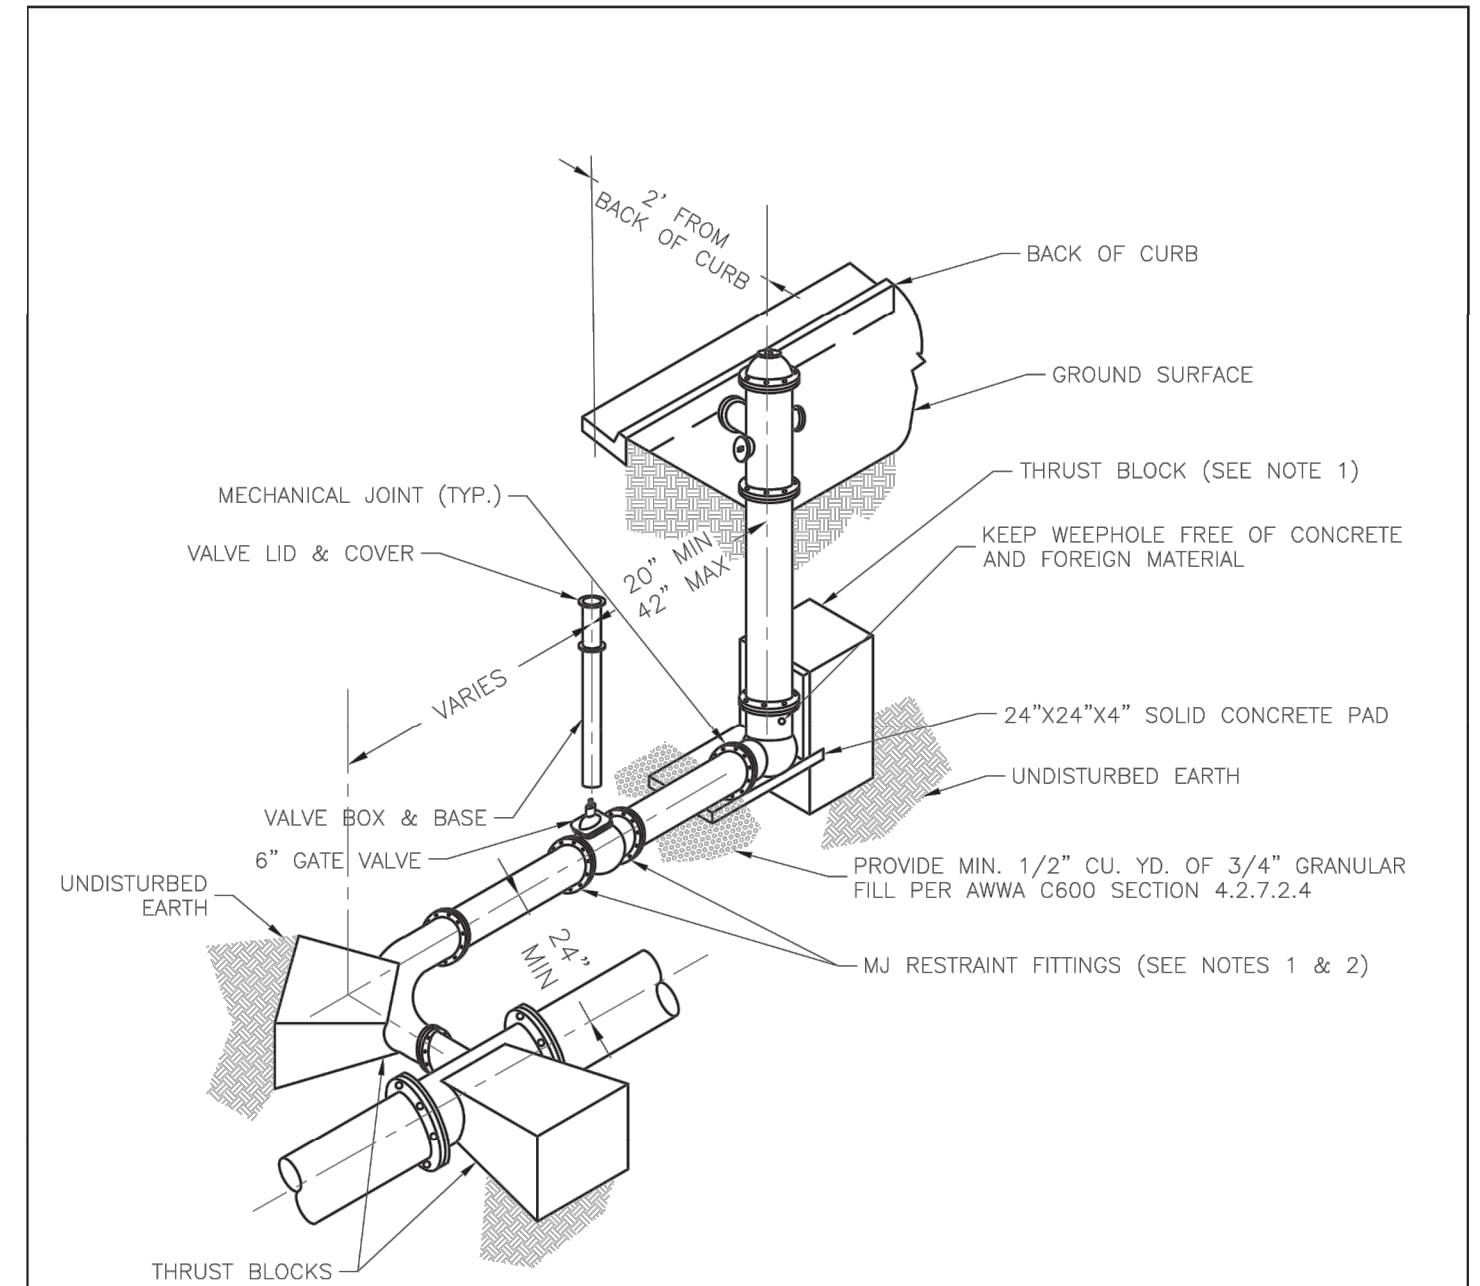 2' FROM
BACK OF CURB
BACK OF CURB
GROUND SURFACE
THRUST BLOCK (SEE NOTE 1)
MECHANICAL JOINT (TYP.)
KEEP WEEPHOLE FREE OF CONCRETE
AND FOREIGN MATERIAL
VALVE LID & COVER
20" MIN
42" MAX
VARIES
24"X24"X4" SOLID CONCRETE PAD
UNDISTURBED EARTH
VALVE BOX & BASE
6" GATE VALVE
PROVIDE MIN. 1/2" CU. YD. OF 3/4" GRANULAR
FILL PER AWWA C600 SECTION 4.2.7.2.4
UNDISTURBED
EARTH
24"
MIN
MJ RESTRAINT FITTINGS (SEE NOTES 1 & 2)
THRUST BLOCKS